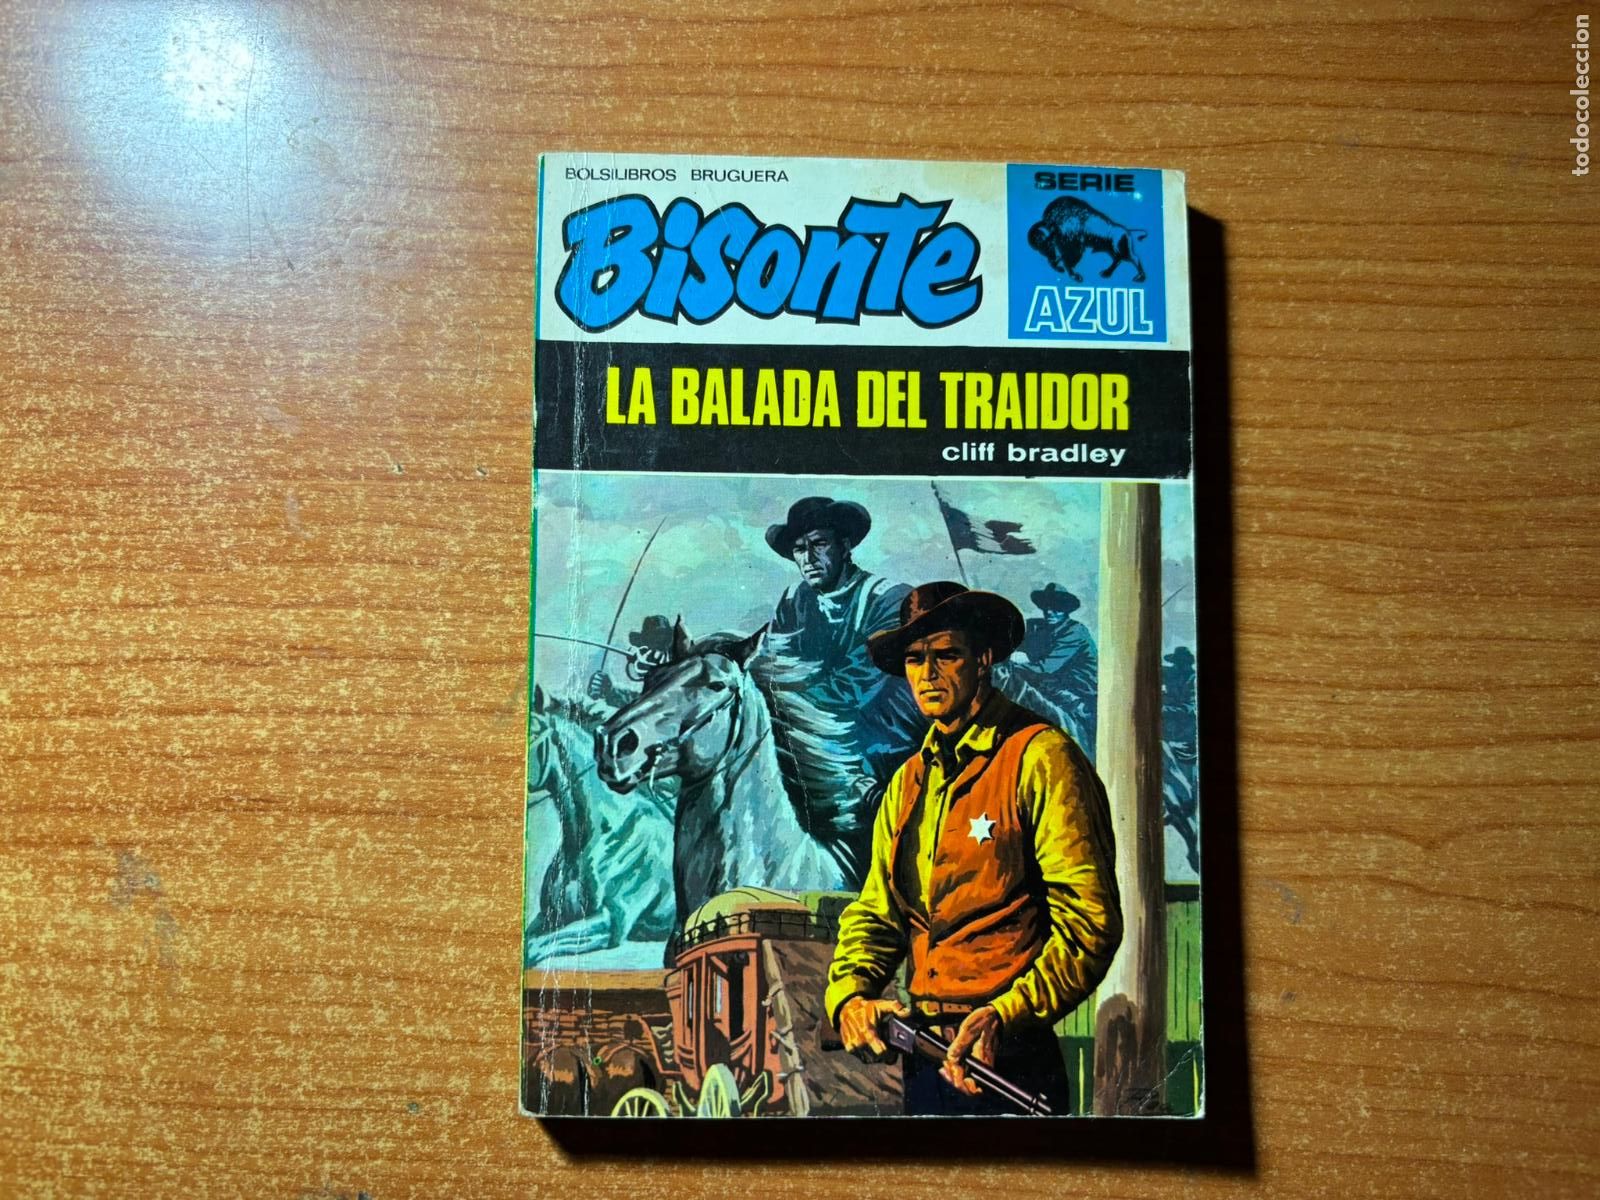 BOLSILIBROS BRUGUERA
Bisonte
SERIE
AZUL
LA BALADA DEL TRAIDOR
cliff bradley
todocoleccion